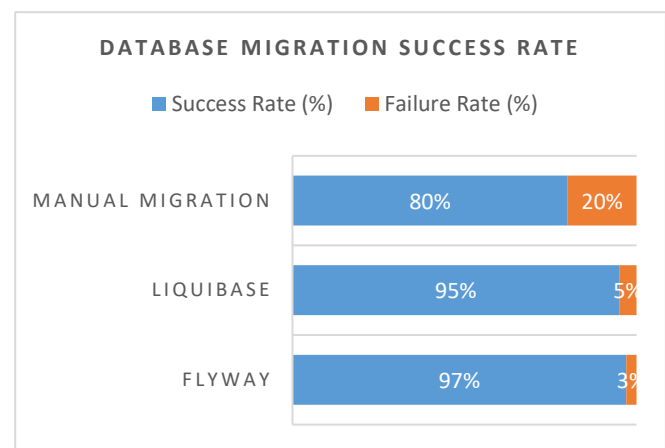 DATABASE MIGRATION SUCCESS RATE
Success Rate (%) Failure Rate (%)
MANUAL MIGRATION 80% 20%
LIQUIBASE 95% 5%
FLYWAY 97% 3%